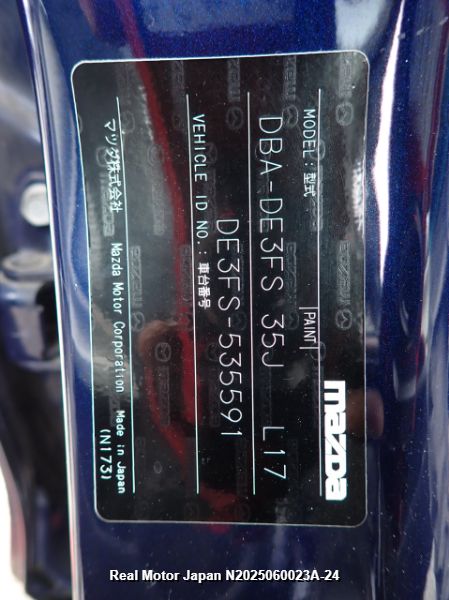 mazda
MODEL：型式 PAINT
DBA-DE3FS 35J L17
VEHICLE ID NO.：車台番号
DE3FS-535591
マツダ株式会社 Mazda Motor Corporation Made in Japan
(N173)
Real Motor Japan N2025060023A-24